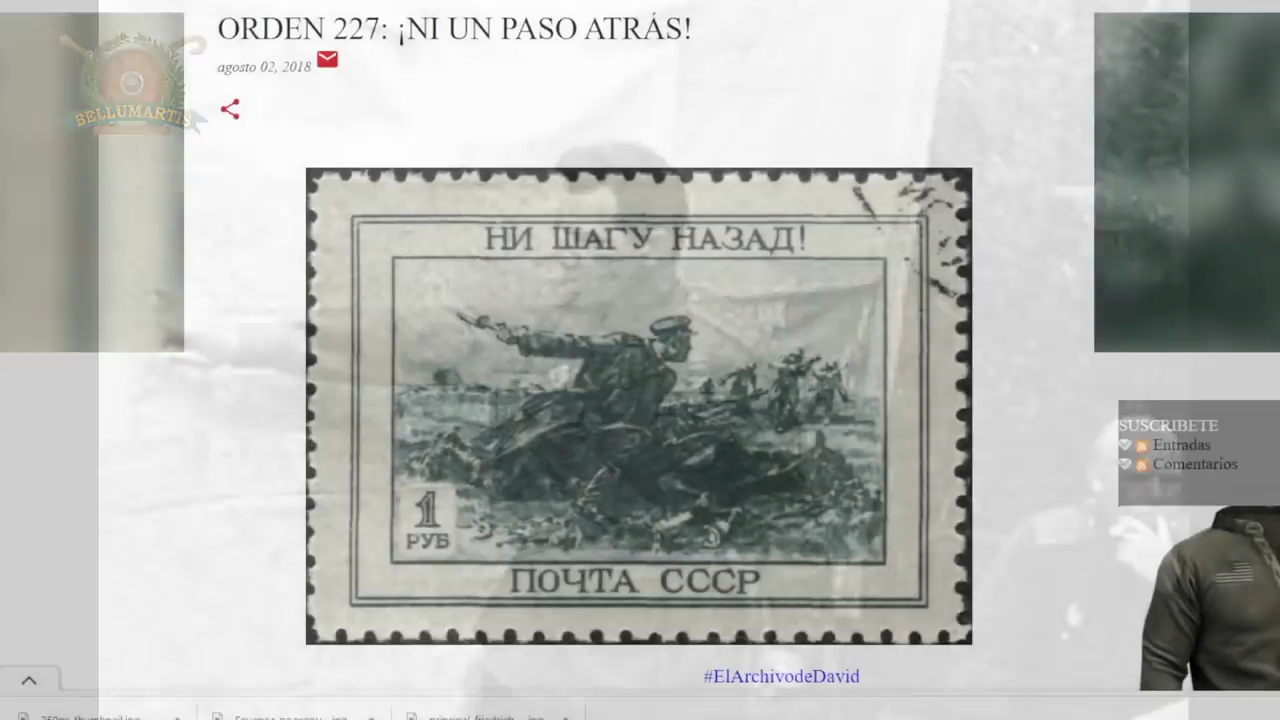 ORDEN 227: ¡NI UN PASO ATRÁS!
agosto 02, 2018
BELLUMARTIS
НИ ШАГУ НАЗАД!
1
РУБ
ПОЧТА СССР
SUSCRIBETE
Entradas
Comentarios
#ElArchivodeDavid